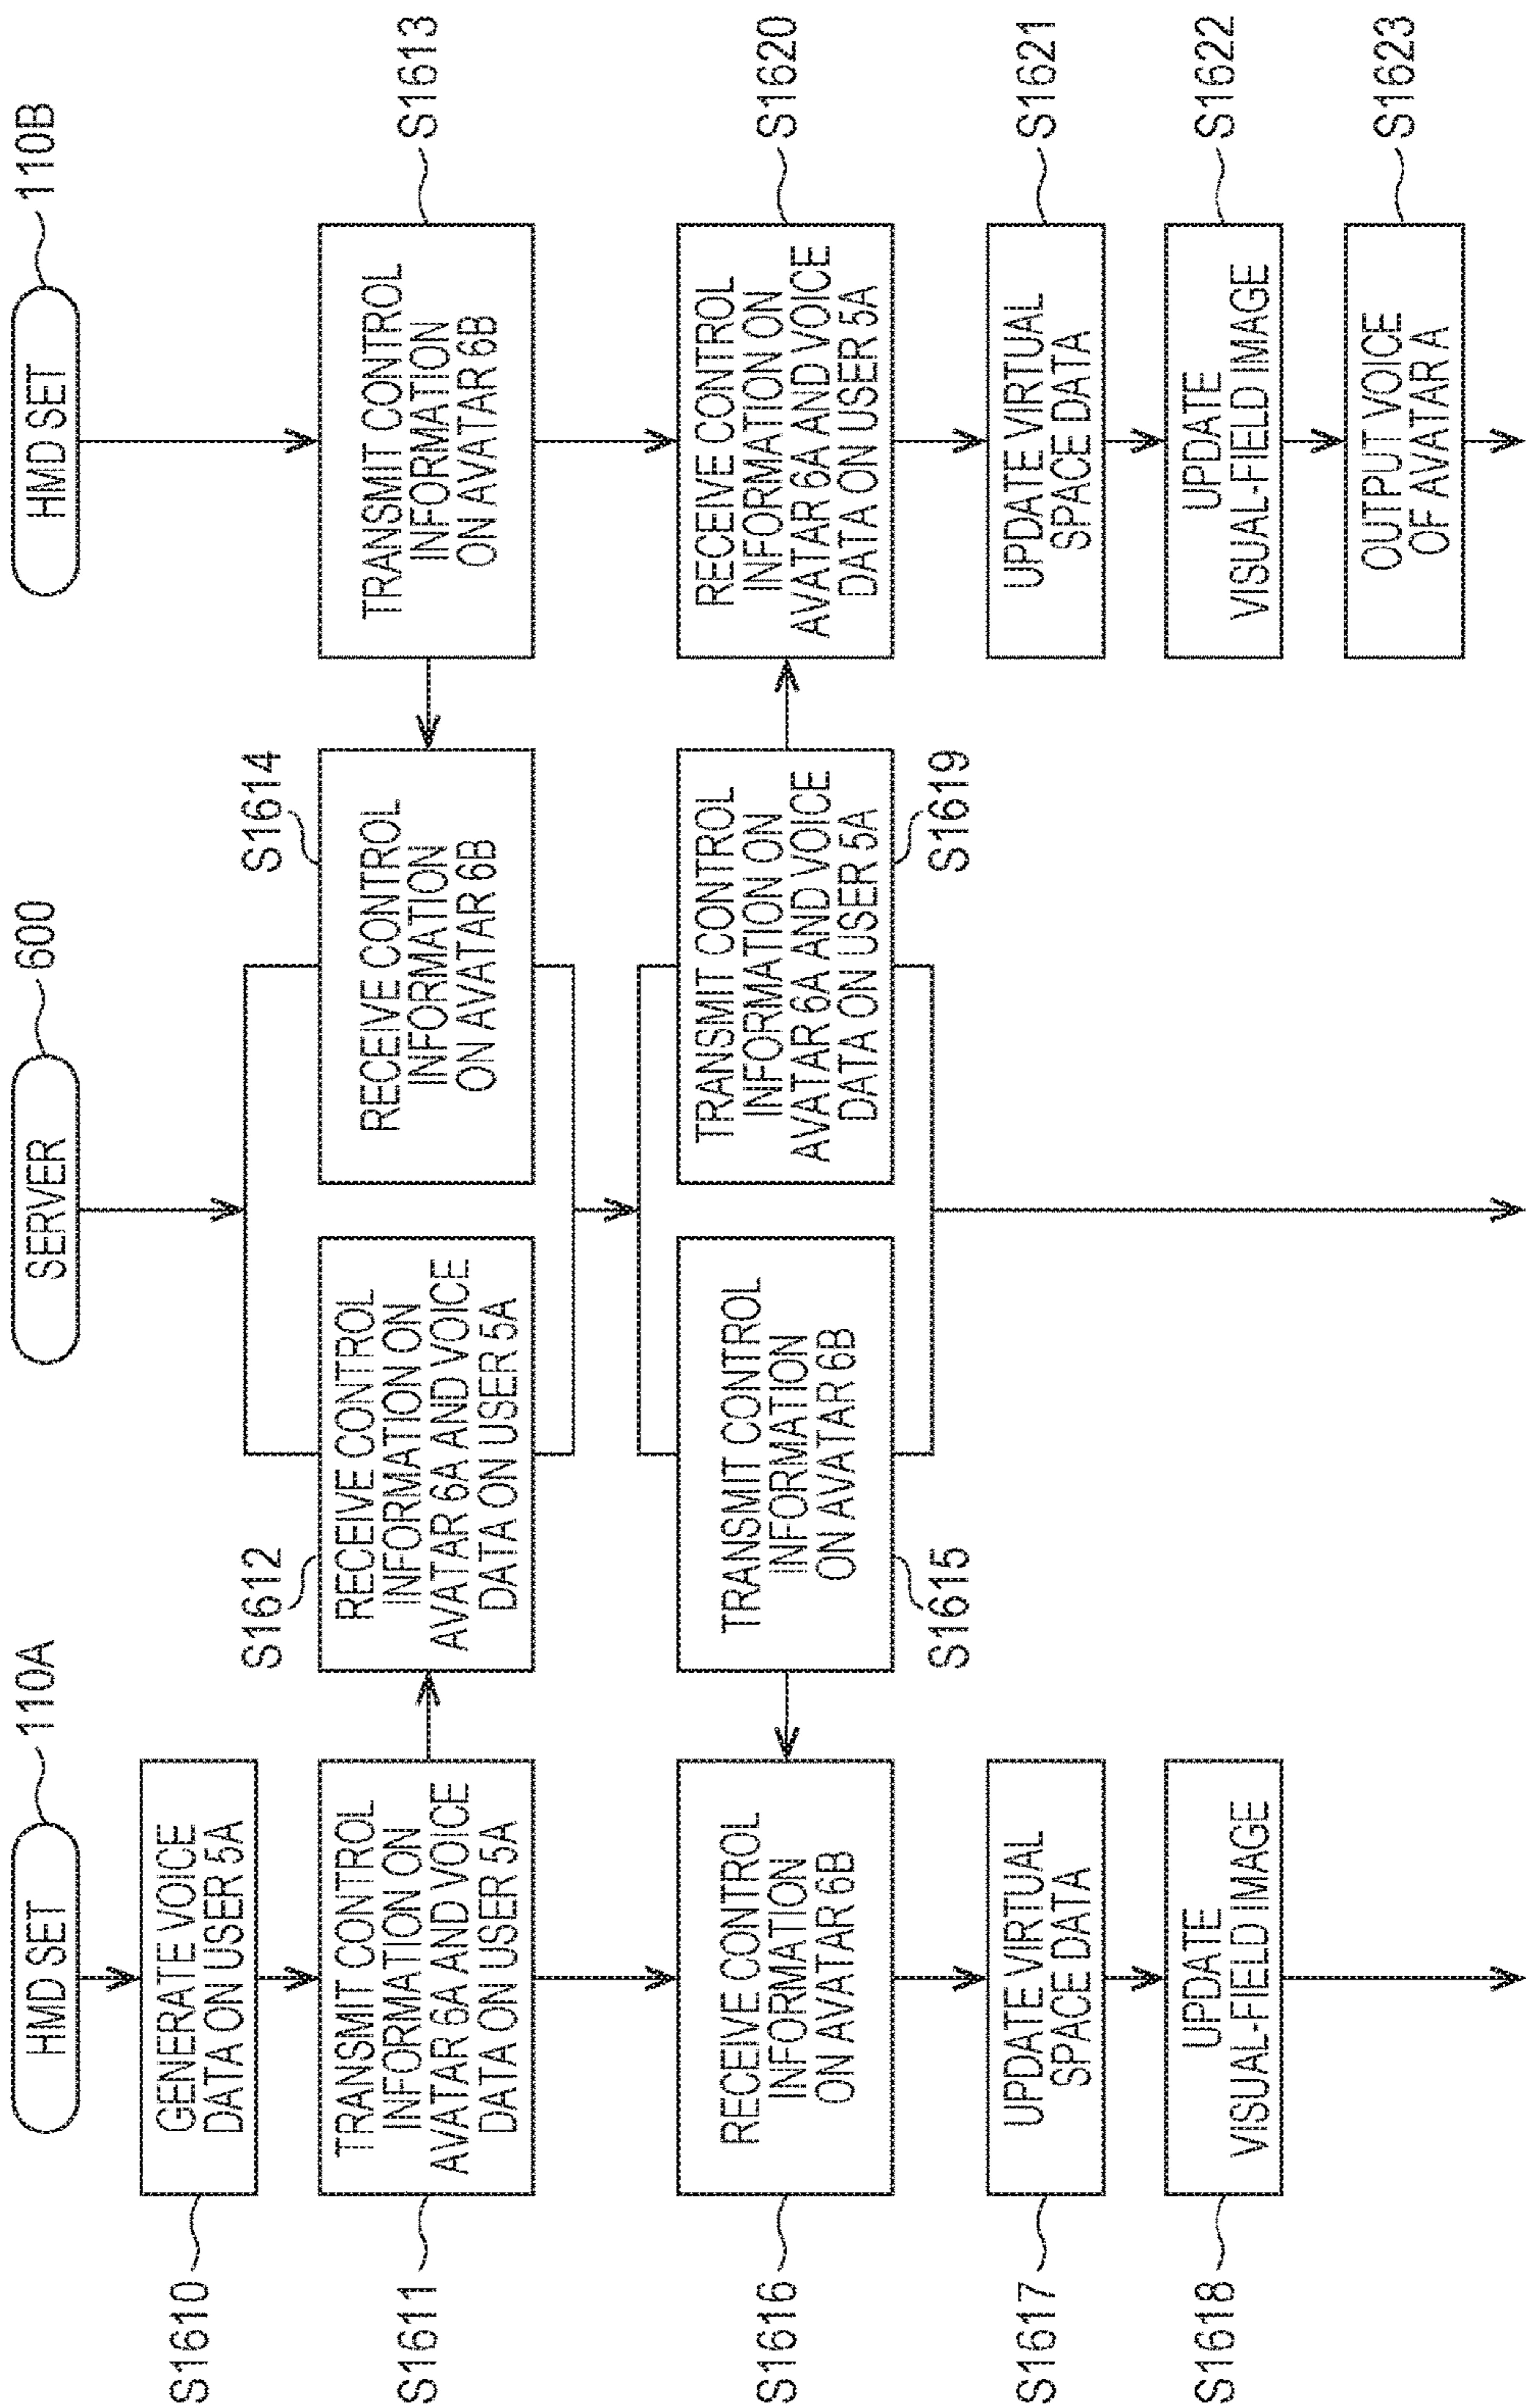 HMD SET
110A
SERVER
600
HMD SET
110B
S1610
GENERATE VOICE
DATA ON USER 5A
S1611
TRANSMIT CONTROL
INFORMATION ON
AVATAR 6A AND VOICE
DATA ON USER 5A
S1612
RECEIVE CONTROL
INFORMATION ON
AVATAR 6A AND VOICE
DATA ON USER 5A
S1614
RECEIVE CONTROL
INFORMATION
ON AVATAR 6B
TRANSMIT CONTROL
INFORMATION
ON AVATAR 6B
S1613
S1616
RECEIVE CONTROL
INFORMATION
ON AVATAR 6B
TRANSMIT CONTROL
INFORMATION
ON AVATAR 6B
S1615
TRANSMIT CONTROL
INFORMATION ON
AVATAR 6A AND VOICE
DATA ON USER 5A
S1619
RECEIVE CONTROL
INFORMATION ON
AVATAR 6A AND VOICE
DATA ON USER 5A
S1620
S1617
UPDATE VIRTUAL
SPACE DATA
UPDATE VIRTUAL
SPACE DATA
S1621
S1618
UPDATE
VISUAL-FIELD IMAGE
UPDATE
VISUAL-FIELD IMAGE
S1622
OUTPUT VOICE
OF AVATAR A
S1623